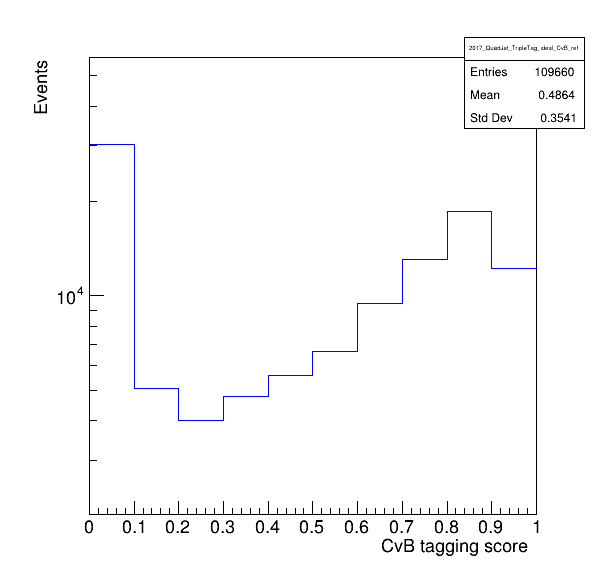 2017_QuadJet_TripleTag_ideal_CvB_ref
Entries 109660
Mean 0.4864
Std Dev 0.3541
Events
10^4
0 0.1 0.2 0.3 0.4 0.5 0.6 0.7 0.8 0.9 1
CvB tagging score